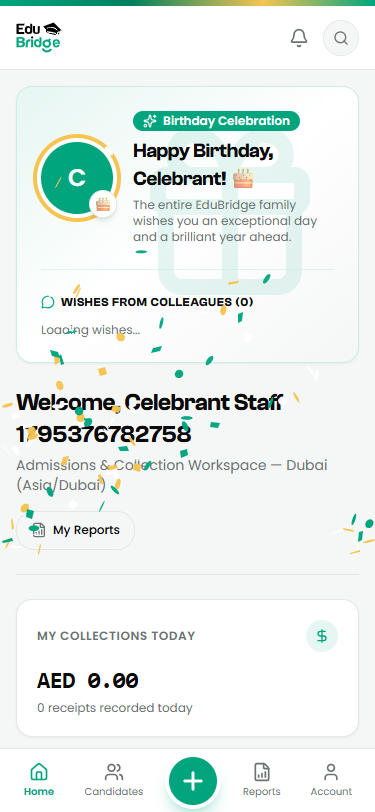 Edu
Bridge
Birthday Celebration
C
Happy Birthday,
Celebrant! 🎂
The entire EduBridge family
wishes you an exceptional day
and a brilliant year ahead.
WISHES FROM COLLEAGUES (0)
Loading wishes...
Welcome, Celebrant Staff
1795376782758
Admissions & Collection Workspace — Dubai
(Asia/Dubai)
My Reports
MY COLLECTIONS TODAY
$
AED 0.00
0 receipts recorded today
Home
Candidates
Reports
Account